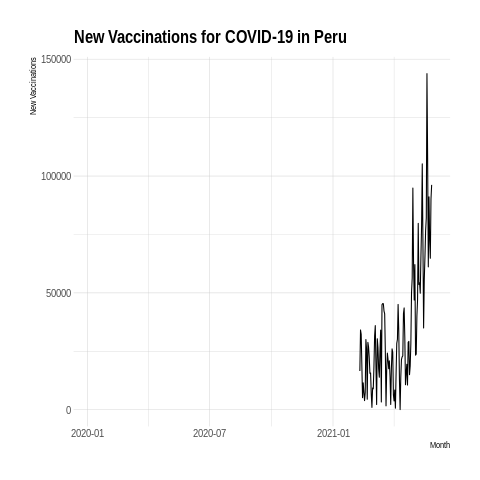 New Vaccinations for COVID-19 in Peru
New Vaccinations
150000
100000
50000
0
2020-01
2020-07
2021-01
Month